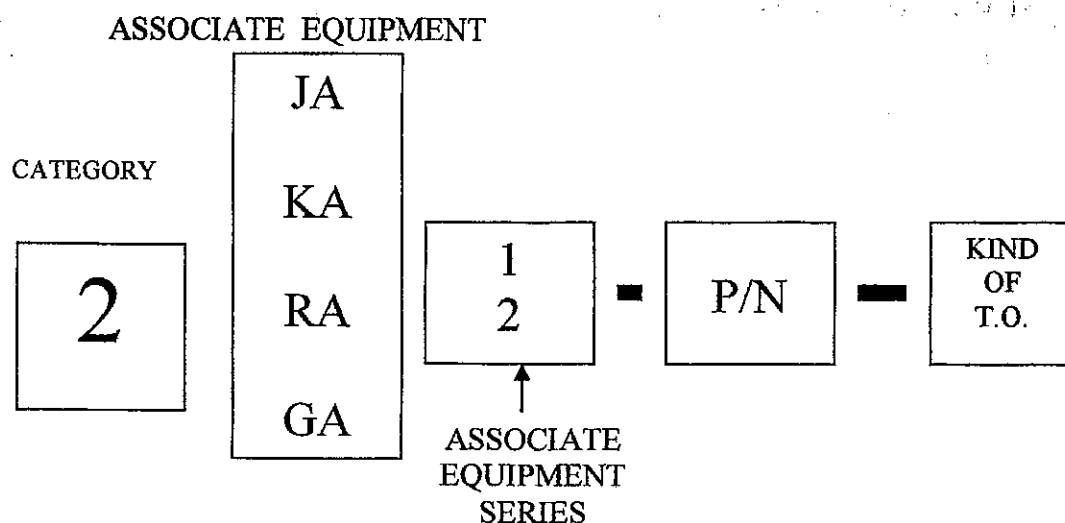 ASSOCIATE EQUIPMENT
JA
KA
RA
GA
CATEGORY
2
1
2
-
P/N
-
KIND
OF
T.O.
ASSOCIATE
EQUIPMENT
SERIES